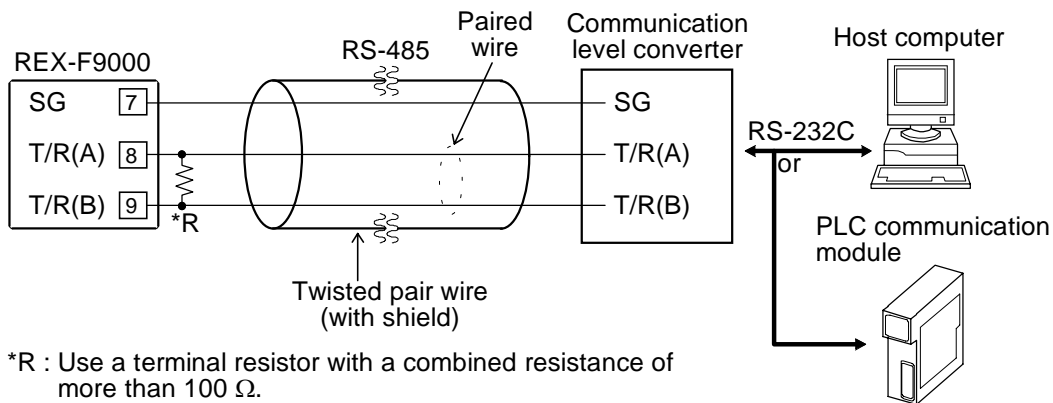 REX-F9000
SG 7
T/R(A) 8
T/R(B) 9
*R
RS-485
Paired
wire
Twisted pair wire
(with shield)
Communication
level converter
SG
T/R(A)
T/R(B)
RS-232C
or
Host computer
PLC communication
module
*R : Use a terminal resistor with a combined resistance of
more than 100 Ω.